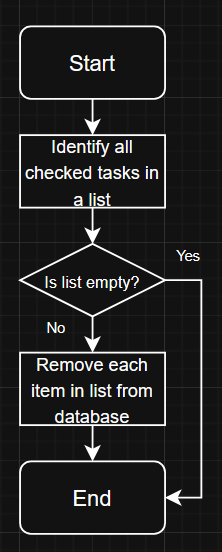 Start
Identify all
checked tasks in
a list
Is list empty?
Yes
No
Remove each
item in list from
database
End